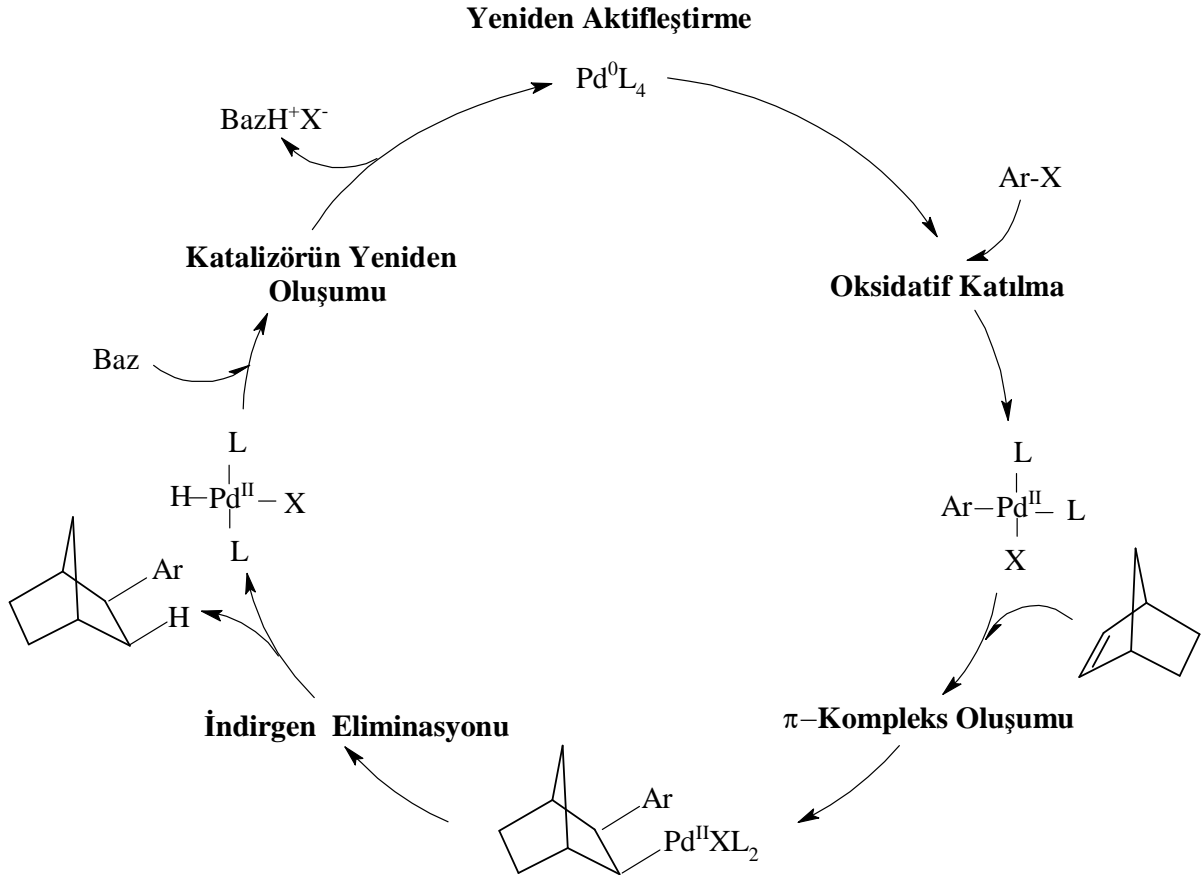 Yeniden Aktifleştirme
Pd⁰L₄
BazH⁺X⁻
Ar-X
Katalizörün Yeniden
Oluşumu
Oksidatif Katılma
Baz
L
H–Pdᴵᴵ – X
L
L
Ar–Pdᴵᴵ – L
X
Ar
H
π–Kompleks Oluşumu
İndirgen Eliminasyonu
Ar
PdᴵᴵXL₂